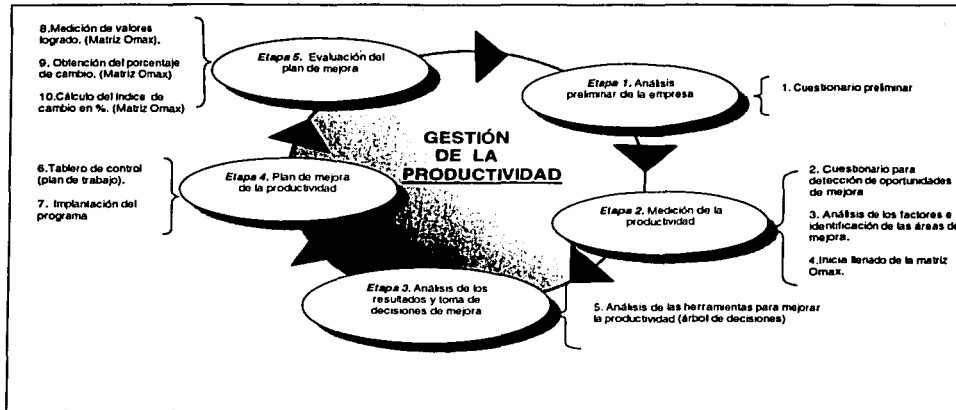 8.Medición de valores
logrado. (Matriz Omax).
9. Obtención del porcentaje
de cambio. (Matriz Omax)
10.Cálculo del Indice de
cambio en %. (Matriz Omax)
Etapa 5. Evaluación del
plan de mejora
Etapa 1. Análisis
preliminar de la empresa
1. Cuestionario preliminar
GESTIÓN
DE LA
PRODUCTIVIDAD
6.Tablero de control
(plan de trabajo).
7. Implantación del
programa
Etapa 4. Plan de mejora
de la productividad
Etapa 2. Medición de la
productividad
2. Cuestionario para
detección de oportunidades
de mejora
3. Análisis de los factores e
identificación de las áreas de
mejora.
4.Inicia llenado de la matriz
Omax.
Etapa 3. Análisis de los
resultados y toma de
decisiones de mejora
5. Análisis de las herramientas para mejorar
la productividad (árbol de decisiones)